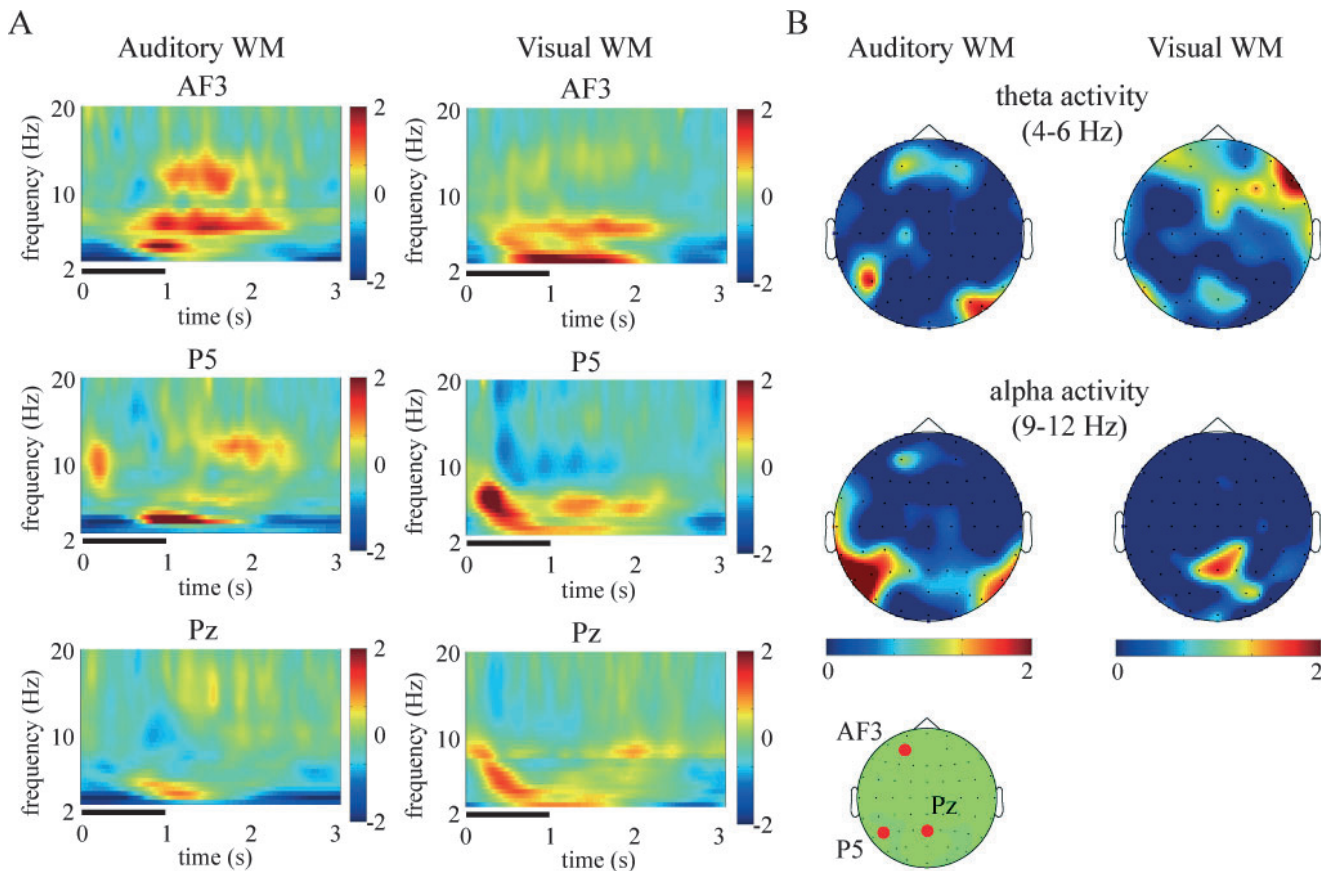 A
Auditory WM
Visual WM
AF3
AF3
20
10
2
frequency (Hz)
0 1 2 3
time (s)
2
0
-2
20
10
2
frequency (Hz)
0 1 2 3
time (s)
2
0
-2
P5
P5
20
10
2
frequency (Hz)
0 1 2 3
time (s)
2
0
-2
20
10
2
frequency (Hz)
0 1 2 3
time (s)
2
0
-2
Pz
Pz
20
10
2
frequency (Hz)
0 1 2 3
time (s)
2
0
-2
20
10
2
frequency (Hz)
0 1 2 3
time (s)
2
0
-2
B
Auditory WM
Visual WM
theta activity
(4-6 Hz)
alpha activity
(9-12 Hz)
0 2
0 2
AF3
Pz
P5